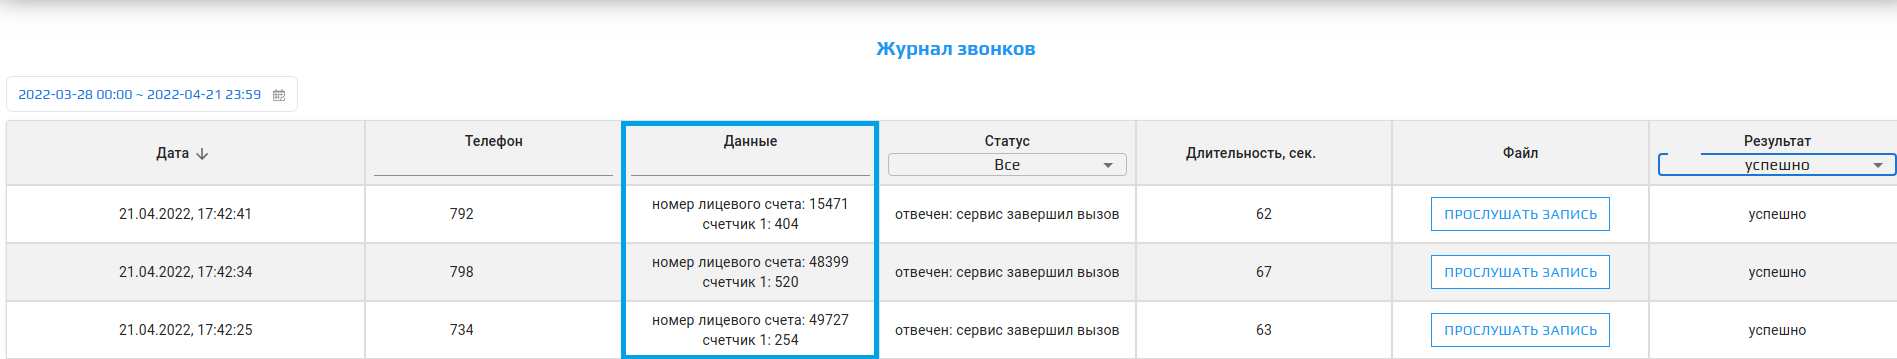 Журнал звонков
2022-03-28 00:00 ~ 2022-04-21 23:59
Дата Телефон Данные Статус Длительность, сек. Файл Результат
Все успешно
21.04.2022, 17:42:41 792 номер лицевого счета: 15471 отвечен: сервис завершил вызов 62 ПРОСЛУШАТЬ ЗАПИСЬ успешно
счетчик 1: 404
21.04.2022, 17:42:34 798 номер лицевого счета: 48399 отвечен: сервис завершил вызов 67 ПРОСЛУШАТЬ ЗАПИСЬ успешно
счетчик 1: 520
21.04.2022, 17:42:25 734 номер лицевого счета: 49727 отвечен: сервис завершил вызов 63 ПРОСЛУШАТЬ ЗАПИСЬ успешно
счетчик 1: 254